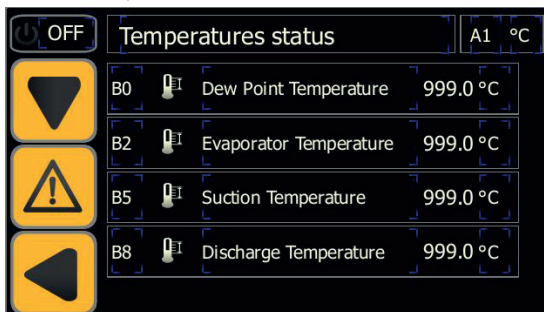 OFF Temperatures status A1 °C
B0 Dew Point Temperature 999.0 °C
B2 Evaporator Temperature 999.0 °C
B5 Suction Temperature 999.0 °C
B8 Discharge Temperature 999.0 °C